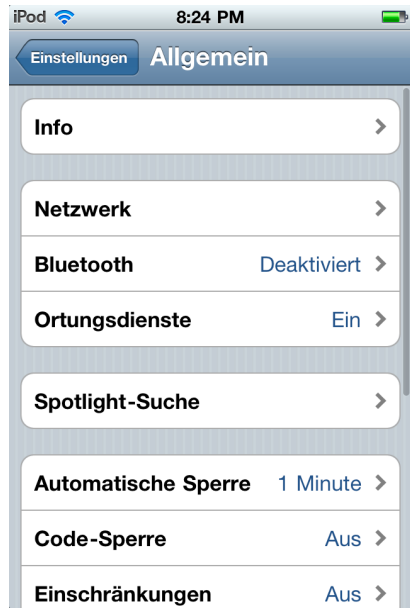 iPod 8:24 PM
Einstellungen Allgemein
Info
Netzwerk
Bluetooth Deaktiviert
Ortungsdienste Ein
Spotlight-Suche
Automatische Sperre 1 Minute
Code-Sperre Aus
Einschränkungen Aus